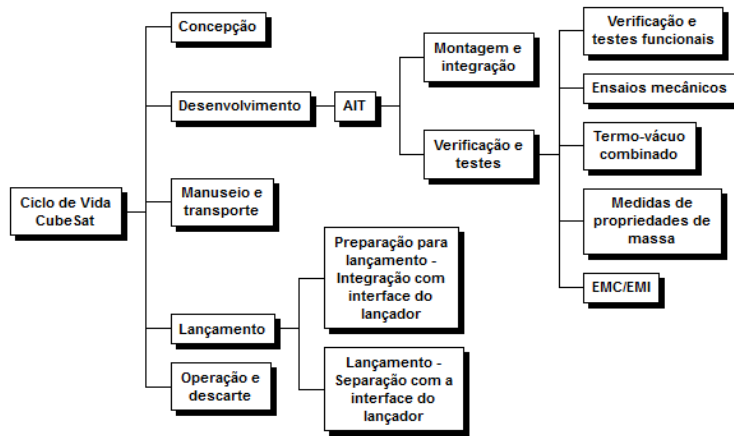 Ciclo de Vida
CubeSat
Concepção
Desenvolvimento
AIT
Montagem e
integração
Verificação e
testes
Verificação e
testes funcionais
Ensaios mecânicos
Termo-vácuo
combinado
Medidas de
propriedades de
massa
EMC/EMI
Manuseio e
transporte
Lançamento
Preparação para
lançamento -
Integração com
interface do
lançador
Lançamento -
Separação com a
interface do
lançador
Operação e
descarte